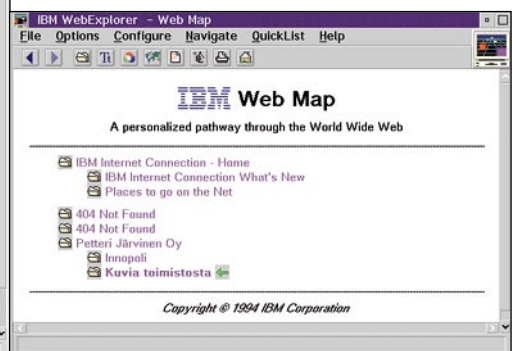 IBM WebExplorer - Web Map
File Options Configure Navigate QuickList Help
IBM Web Map
A personalized pathway through the World Wide Web
IBM Internet Connection - Home
IBM Internet Connection What's New
Places to go on the Net
404 Not Found
404 Not Found
Petteri Järvinen Oy
Innopoli
Kuvia toimistosta
Copyright © 1994 IBM Corporation